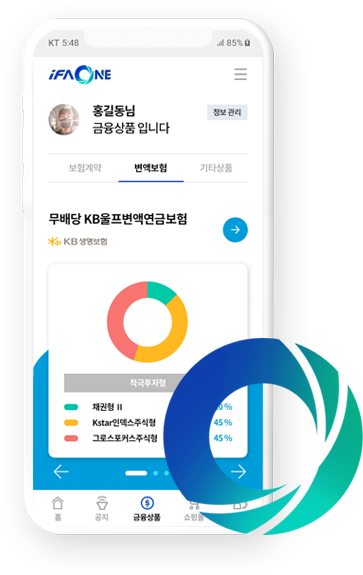 KT 5:48 85%
iFA ONE
홍길동님
정보 관리
금융상품 입니다
보험계약 변액보험 기타상품
무배당 KB울프변액연금보험
KB 생명보험
적극투자형
채권형 II 10 %
Kstar인덱스주식형 45 %
그로스포커스주식형 45 %
홈 공지 금융상품 쇼핑몰